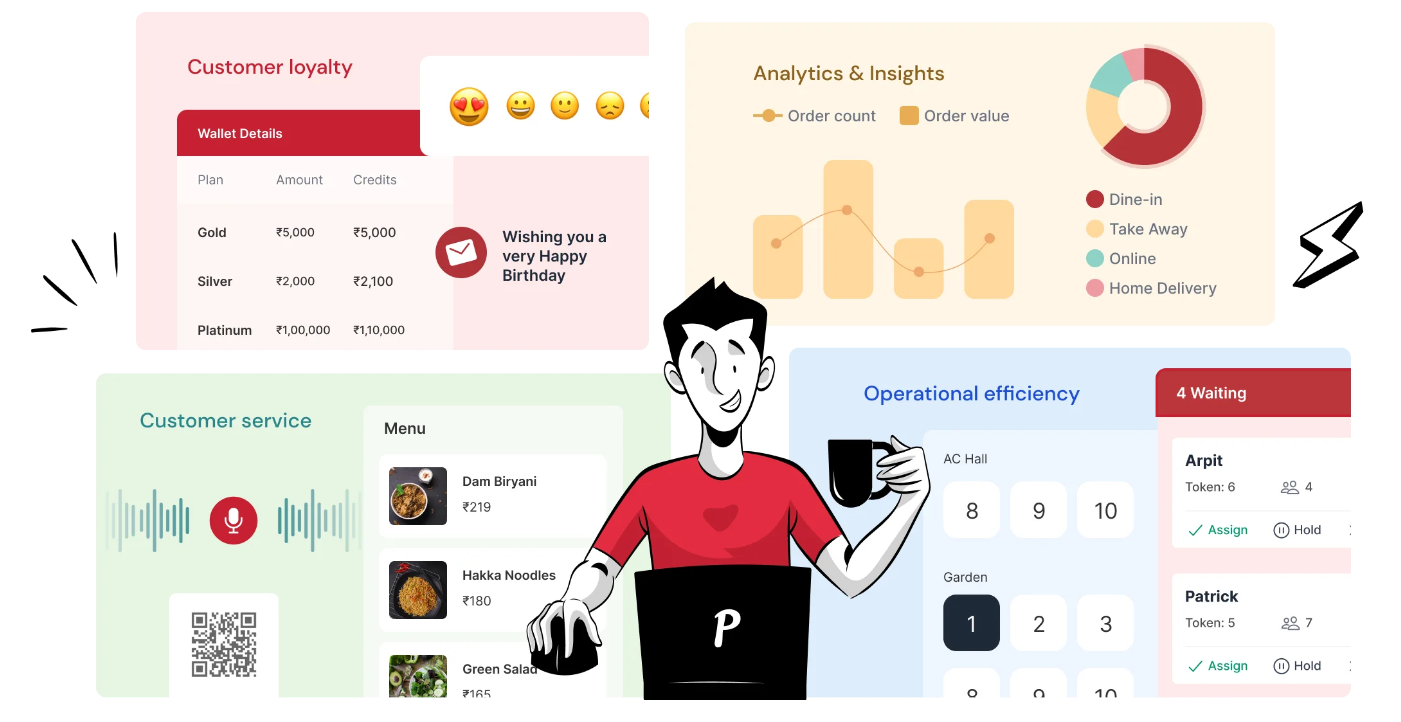 Customer loyalty
Wallet Details
Plan Amount Credits
Gold ₹5,000 ₹5,000
Silver ₹2,000 ₹2,100
Platinum ₹1,00,000 ₹1,10,000
Wishing you a
very Happy
Birthday
Analytics & Insights
Order count Order value
Dine-in
Take Away
Online
Home Delivery
Customer service
Menu
Dam Biryani
₹219
Hakka Noodles
₹180
Green Salad
₹165
P
Operational efficiency
AC Hall
8 9 10
Garden
1 2 3
8 9 10
4 Waiting
Arpit
Token: 6 4
Assign Hold
Patrick
Token: 5 7
Assign Hold